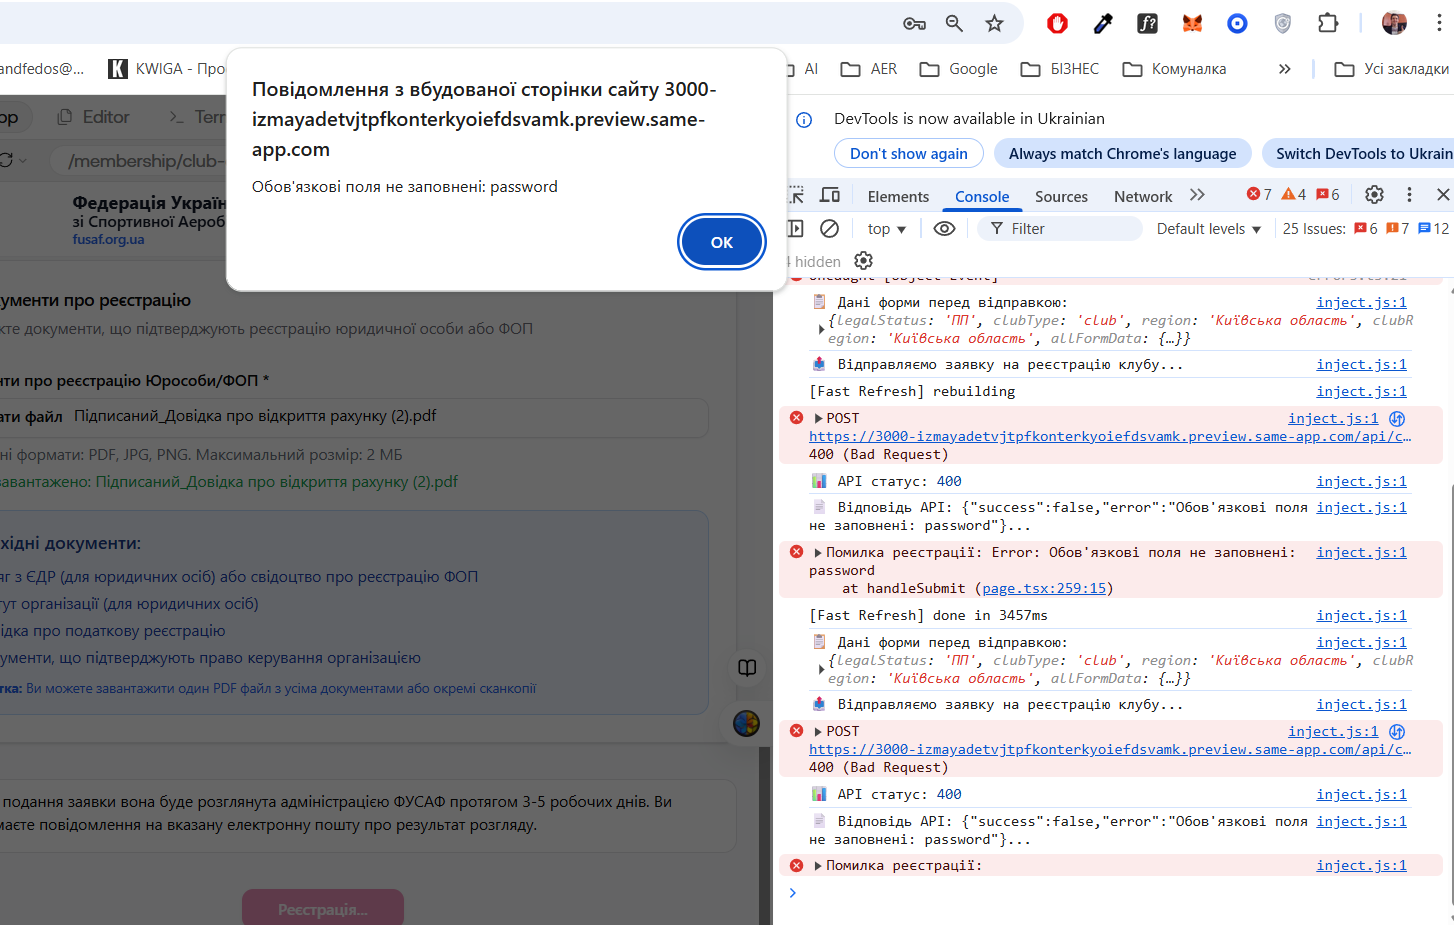 andfedos@...
KWIGA - Про
AI
AER
Google
БІЗНЕС
Комуналка
»
Усі закладки
Повідомлення з вбудованої сторінки сайту 3000-
izmayadetvjtpfkonterkyoiefdsvamk.preview.same-
app.com
Обов'язкові поля не заповнені: password
OK
op
Editor
>_ Term
/membership/club-
Федерація Україн
зі Спортивної Аероб
fusaf.org.ua
кументи про реєстрацію
кте документи, що підтверджують реєстрацію юридичної особи або ФОП
нти про реєстрацію Юрособи/ФОП *
ати файл Підписаний_Довідка про відкриття рахунку (2).pdf
ні формати: PDF, JPG, PNG. Максимальний розмір: 2 МБ
завантажено: Підписаний_Довідка про відкриття рахунку (2).pdf
хідні документи:
яг з ЄДР (для юридичних осіб) або свідоцтво про реєстрацію ФОП
тут організації (для юридичних осіб)
ідка про податкову реєстрацію
ументи, що підтверджують право керування організацією
тка: Ви можете завантажити один PDF файл з усіма документами або окремі сканкопії
подання заявки вона буде розглянута адміністрацією ФУСАФ протягом 3-5 робочих днів. Ви
маєте повідомлення на вказану електронну пошту про результат розгляду.
Реєстрація...
DevTools is now available in Ukrainian
Don't show again
Always match Chrome's language
Switch DevTools to Ukrain
Elements
Console
Sources
Network
»
7
4
6
top ▼
Filter
Default levels ▼
25 Issues:
6
7
12
4 hidden
📋 Дані форми перед відправкою: inject.js:1
{legalStatus: 'ПП', clubType: 'club', region: 'Київська область', clubR
egion: 'Київська область', allFormData: {…}}
📤 Відправляємо заявку на реєстрацію клубу... inject.js:1
[Fast Refresh] rebuilding inject.js:1
▶POST inject.js:1
https://3000-izmayadetvjtpfkonterkyoiefdsvamk.preview.same-app.com/api/c…
400 (Bad Request)
📊 API статус: 400 inject.js:1
📄 Відповідь API: {"success":false,"error":"Обов'язкові поля inject.js:1
не заповнені: password"}...
▶Помилка реєстрації: Error: Обов'язкові поля не заповнені: inject.js:1
password
at handleSubmit (page.tsx:259:15)
[Fast Refresh] done in 3457ms inject.js:1
📋 Дані форми перед відправкою: inject.js:1
{legalStatus: 'ПП', clubType: 'club', region: 'Київська область', clubR
egion: 'Київська область', allFormData: {…}}
📤 Відправляємо заявку на реєстрацію клубу... inject.js:1
▶POST inject.js:1
https://3000-izmayadetvjtpfkonterkyoiefdsvamk.preview.same-app.com/api/c…
400 (Bad Request)
📊 API статус: 400 inject.js:1
📄 Відповідь API: {"success":false,"error":"Обов'язкові поля inject.js:1
не заповнені: password"}...
▶Помилка реєстрації: inject.js:1